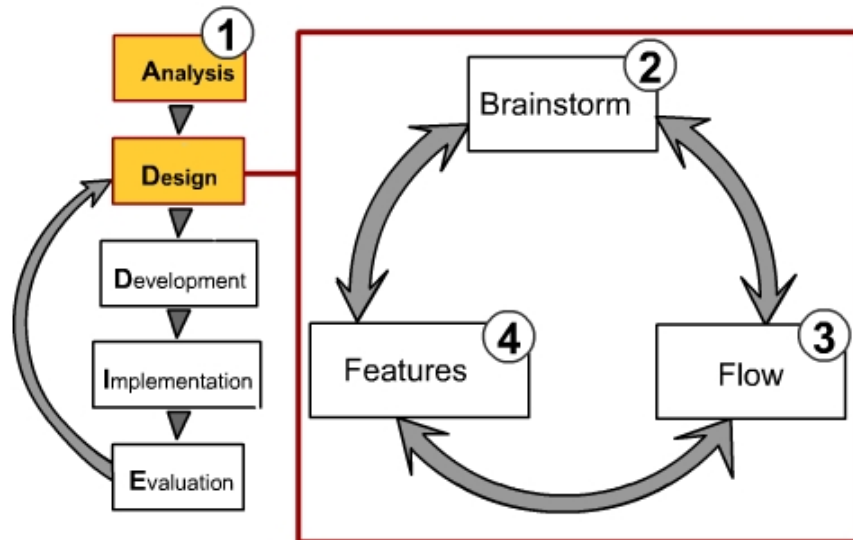 1
Analysis
Design
Development
Implementation
Evaluation
2
Brainstorm
3
Flow
4
Features